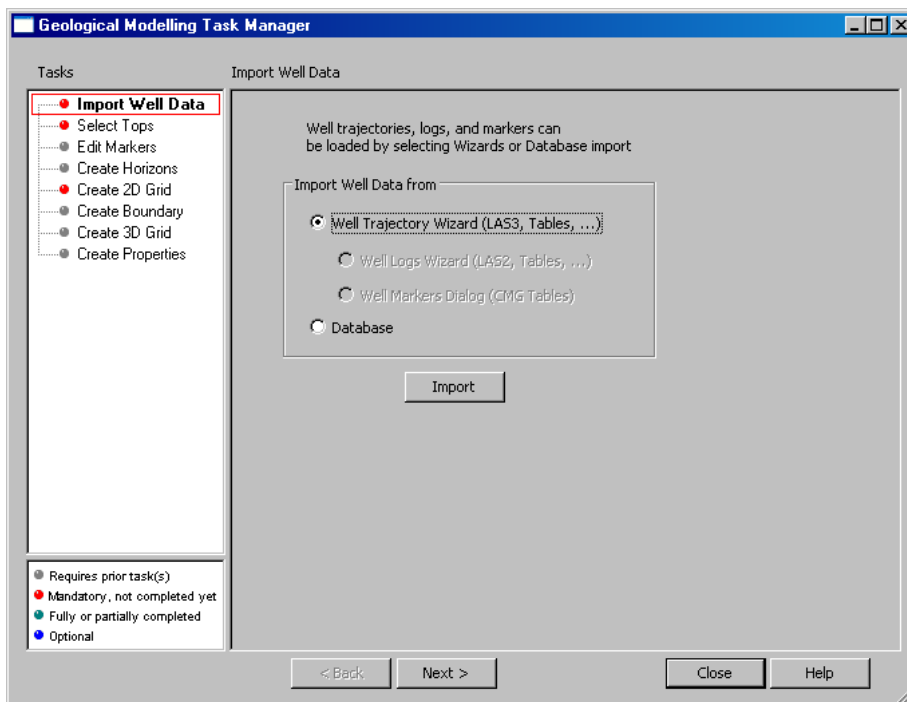 Geological Modelling Task Manager
Tasks
Import Well Data
Import Well Data
Select Tops
Edit Markers
Create Horizons
Create 2D Grid
Create Boundary
Create 3D Grid
Create Properties
Requires prior task(s)
Mandatory, not completed yet
Fully or partially completed
Optional
Well trajectories, logs, and markers can
be loaded by selecting Wizards or Database import
Import Well Data from
Well Trajectory Wizard (LAS3, Tables, ...)
Well Logs Wizard (LAS2, Tables, ...)
Well Markers Dialog (CMG Tables)
Database
Import
< Back
Next >
Close
Help